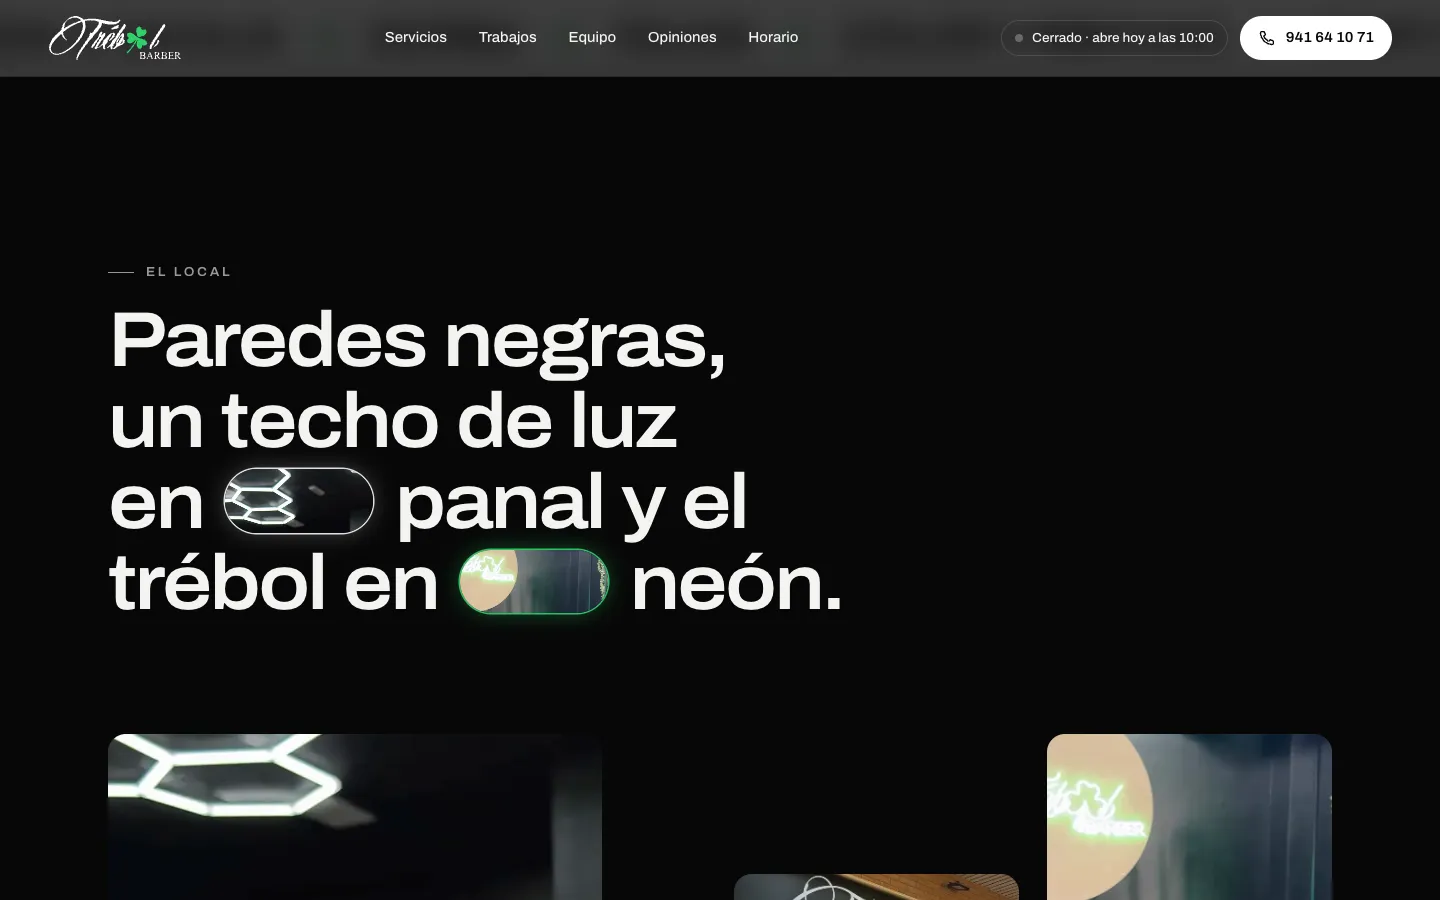 Trébol
BARBER
Servicios
Trabajos
Equipo
Opiniones
Horario
Cerrado · abre hoy a las 10:00
941 64 10 71
EL LOCAL
Paredes negras,
un techo de luz
en panal y el
trébol en neón.
BARBER